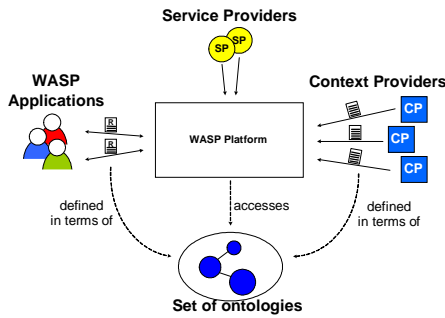 Service Providers
SP
SP
WASP
Applications
Context Providers
R
R
WASP Platform
CP
CP
CP
defined
in terms of
accesses
defined
in terms of
Set of ontologies